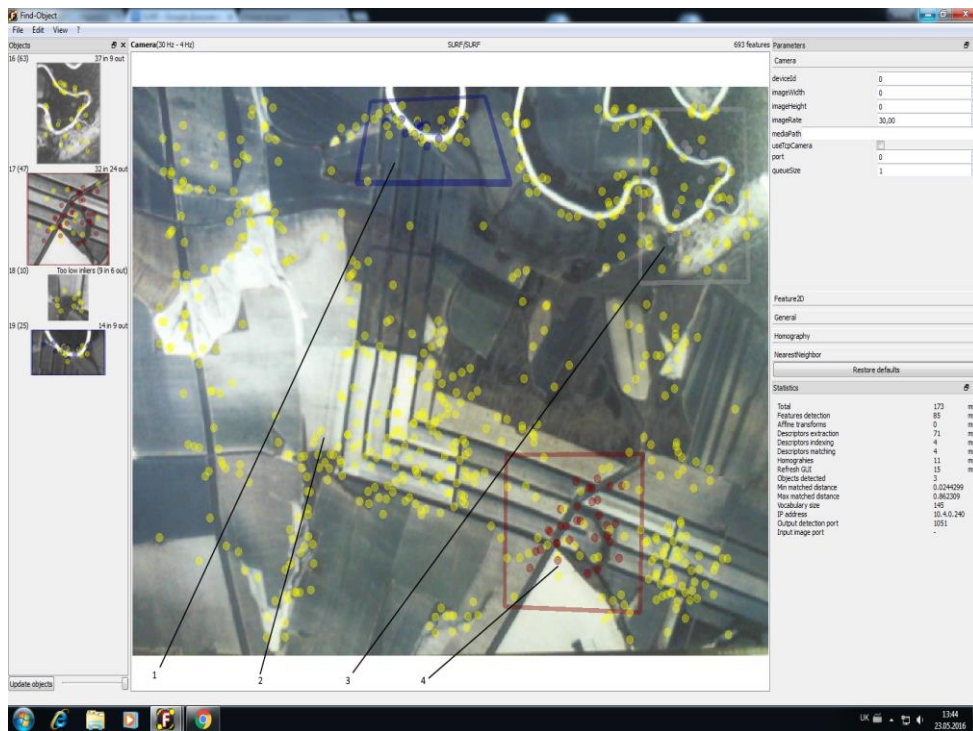 Find-Object
File Edit View ?
Objects
Camera(30 Hz - 4 Hz) SURF/SURF 693 features
Parameters
16 (63) 37 in 9 out
17 (47) 32 in 24 out
18 (10) Too low inliers (9 in 6 out)
19 (25) 14 in 9 out
Update objects
1 2 3 4
Camera
deviceId 0
imageWidth 0
imageHeight 0
imageRate 30,00
mediaPath
useTcpCamera
port 0
queueSize 1
Feature2D
General
Homography
NearestNeighbor
Restore defaults
Statistics
Total 173 m
Features detection 85 m
Affine transforms 0 m
Descriptors extraction 71 m
Descriptors indexing 4 m
Descriptors matching 4 m
Homograhies 11 m
Refresh GUI 15 m
Objects detected 3
Min matched distance 0.0244299
Max matched distance 0.862309
Vocabulary size 145
IP address 10.4.0.240
Output detection port 1051
Input image port -
UK 13:44
23.05.2016